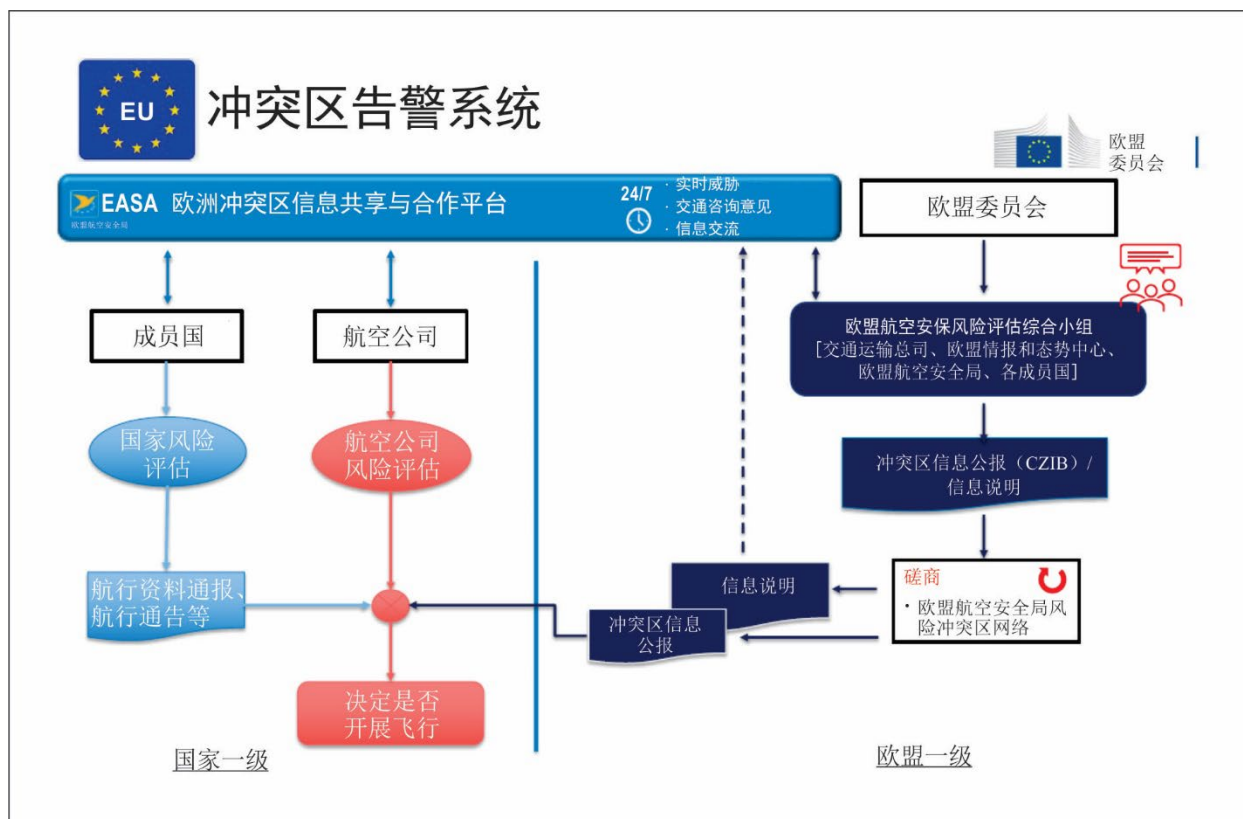 EU
冲突区告警系统
欧盟
委员会
EASA 欧洲冲突区信息共享与合作平台
欧盟航空安全局
24/7
· 实时威胁
· 交通咨询意见
· 信息交流
欧盟委员会
成员国
航空公司
欧盟航空安保风险评估综合小组
[交通运输总司、欧盟情报和态势中心、
欧盟航空安全局、各成员国]
国家风险
评估
航空公司
风险评估
冲突区信息公报（CZIB）/
信息说明
航行资料通报、
航行通告等
信息说明
冲突区信息
公报
磋商
· 欧盟航空安全局风
险冲突区网络
决定是否
开展飞行
国家一级
欧盟一级